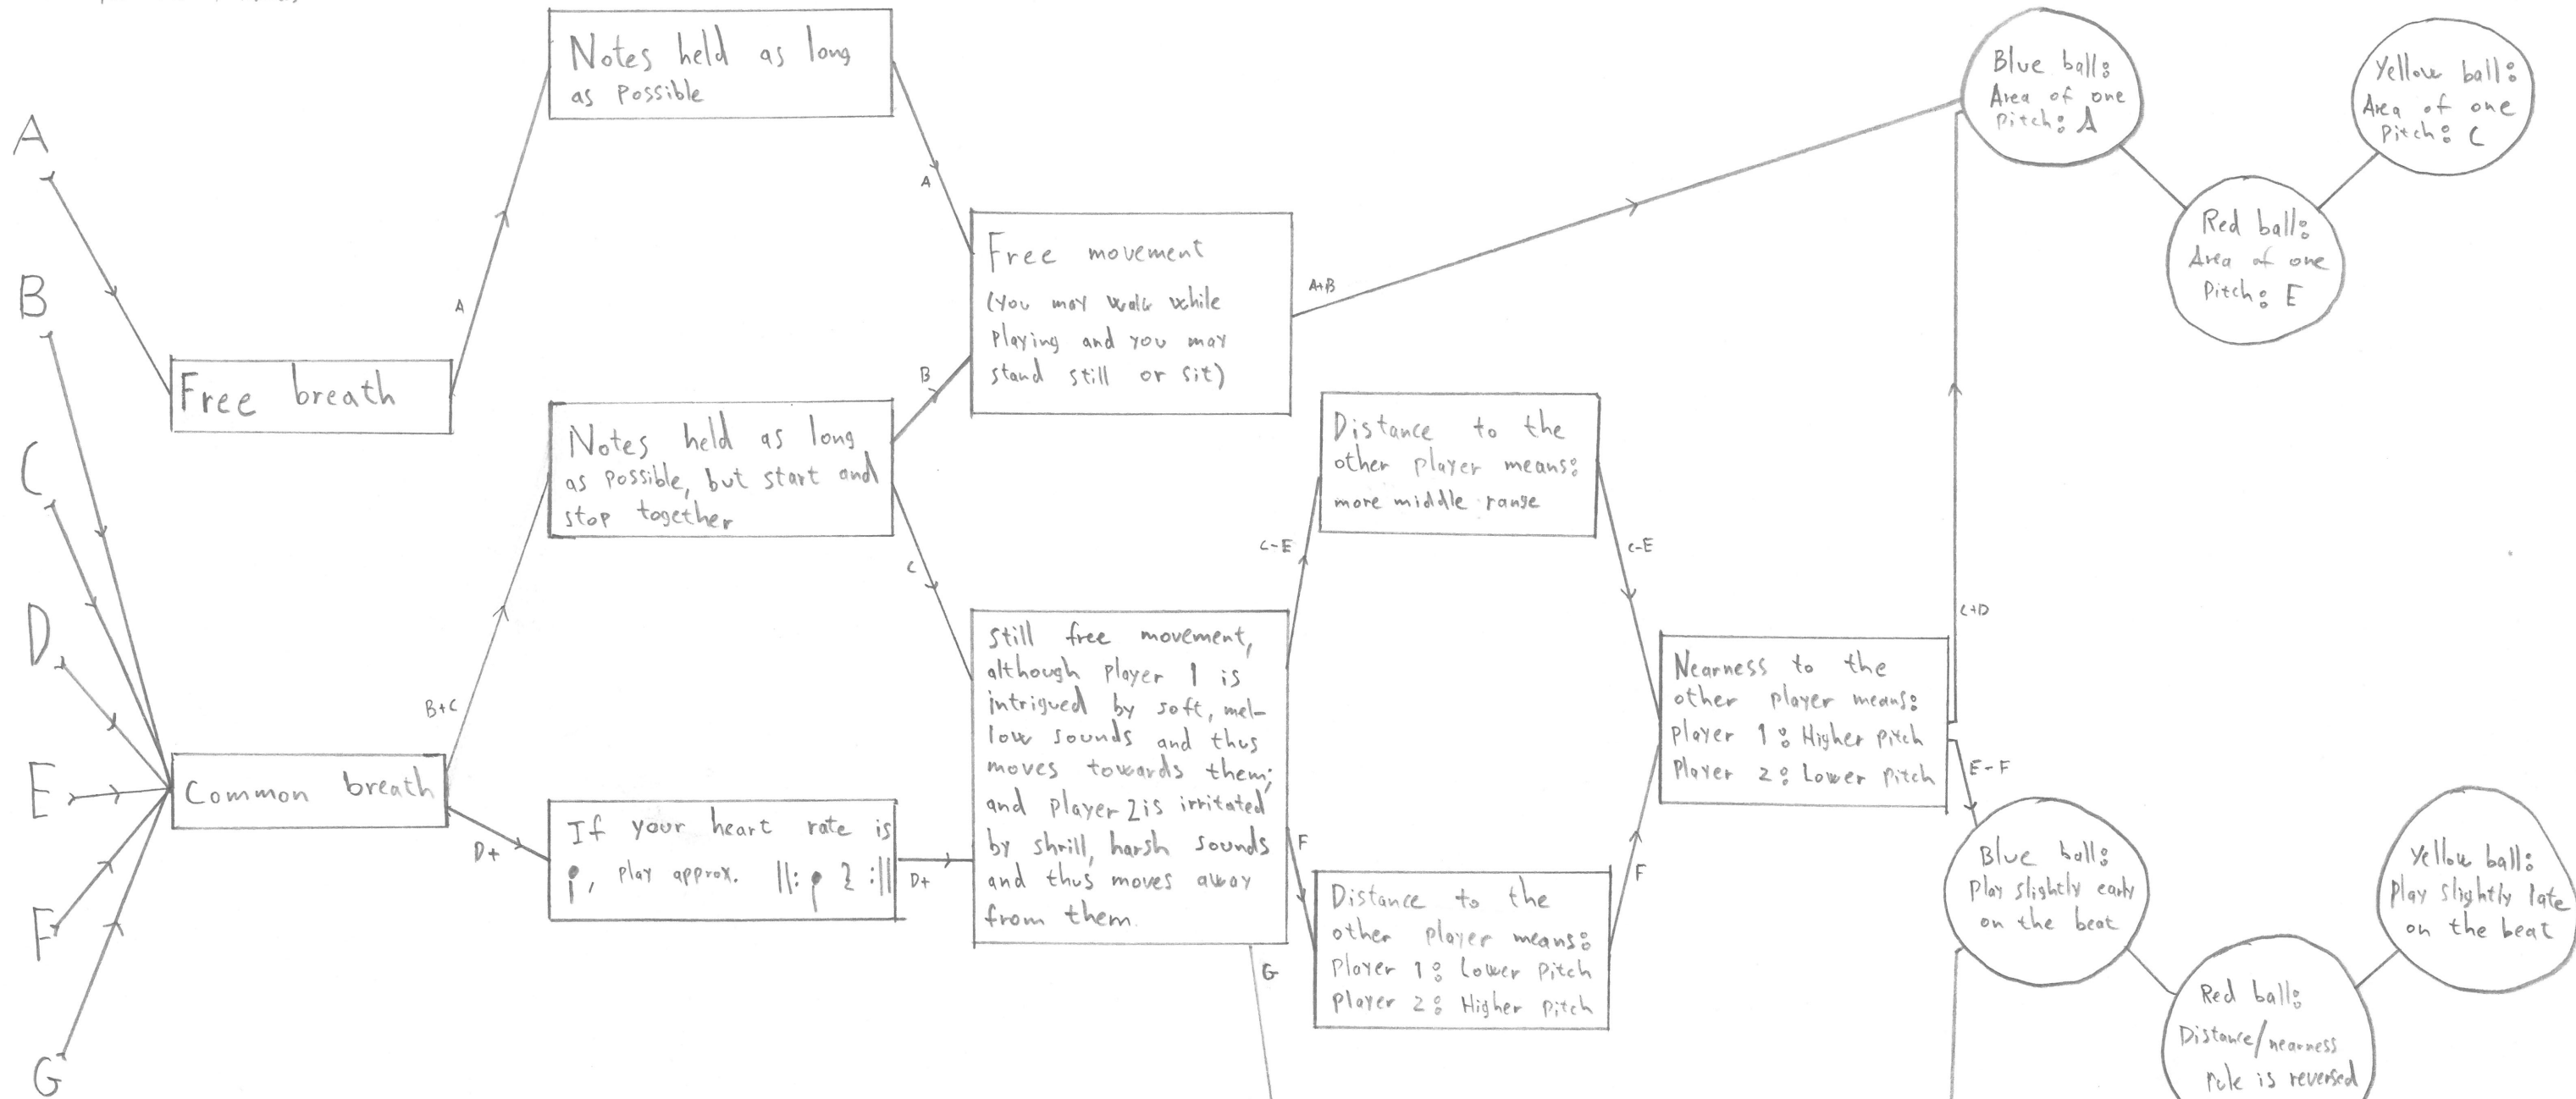 A
B
C
D
E
F
G
Free breath
Common breath
A
B+C
D+
Notes held as long
as possible
Notes held as long
as possible, but start and
stop together
If your heart rate is
, play approx. ||: :||
A
B
C
D+
Free movement
(you may walk while
playing and you may
stand still or sit)
still free movement,
although player 1 is
intrigued by soft, mel-
low sounds and thus
moves towards them;
and player 2 is irritated
by shrill, harsh sounds
and thus moves away
from them.
A+B
C-E
F
G
Distance to the
other player means:
more middle range
Distance to the
other player means:
player 1: Lower pitch
player 2: Higher pitch
C-E
F
Nearness to the
other player means:
player 1: Higher pitch
Player 2: Lower pitch
C+D
E-F
Blue ball:
Area of one
pitch: A
Red ball:
Area of one
Pitch: E
Yellow ball:
Area of one
pitch: C
Blue ball:
play slightly early
on the beat
Red ball:
Distance/nearness
rule is reversed
Yellow ball:
play slightly late
on the beat